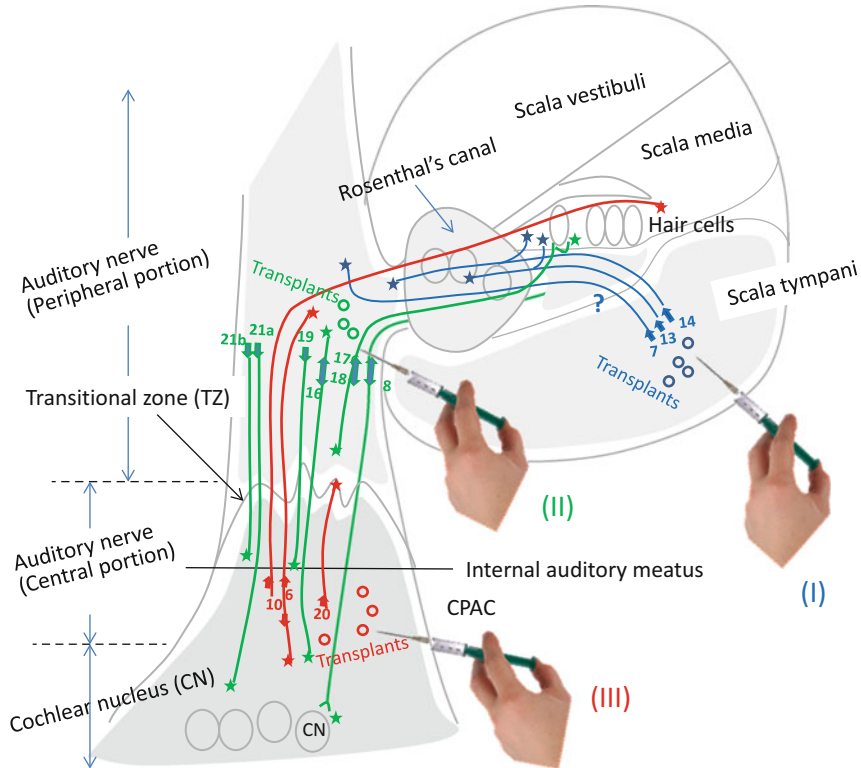 Scala vestibuli
Scala media
Rosenthal's canal
Hair cells
Auditory nerve
(Peripheral portion)
Transplants
Scala tympani
?
14
13
7
21b
21a
19
17
18
16
8
Transplants
Transitional zone (TZ)
(II)
(I)
Auditory nerve
(Central portion)
Internal auditory meatus
CPAC
10
6
20
Transplants
(III)
Cochlear nucleus (CN)
CN